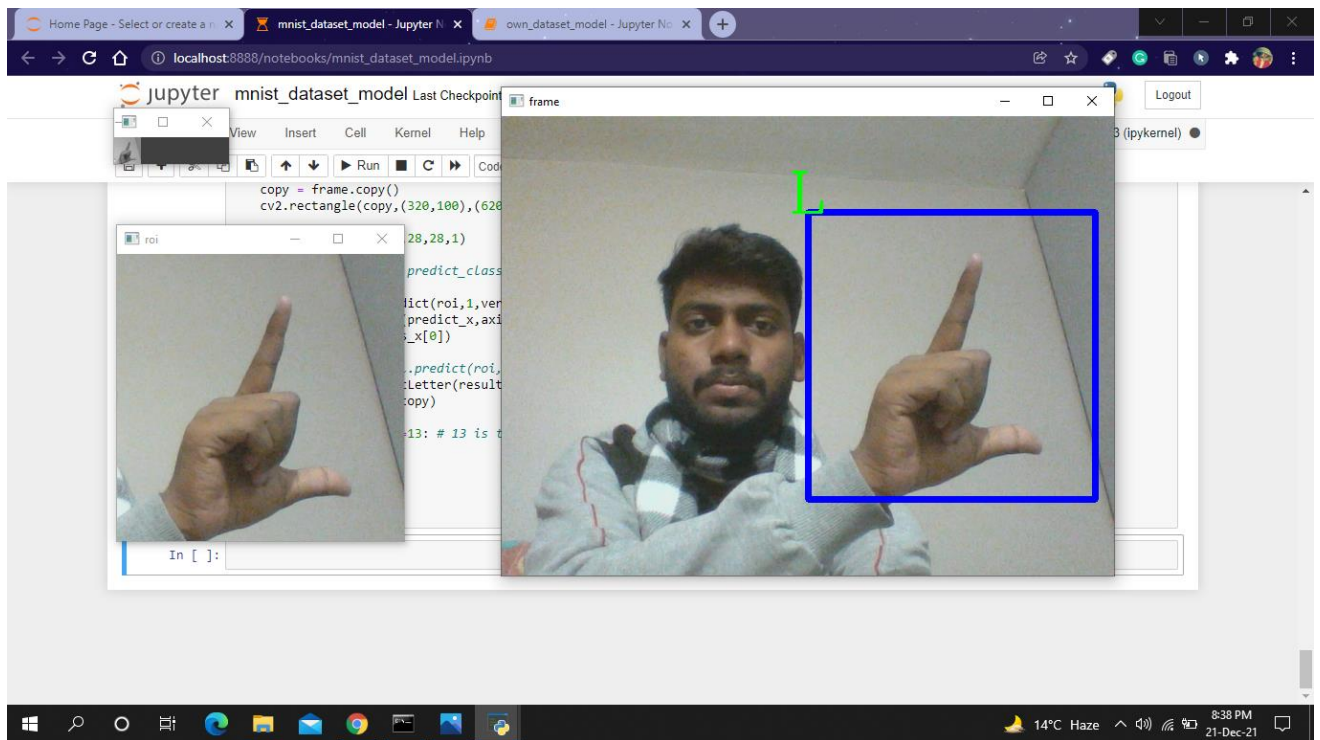 Home Page - Select or create a n
mnist_dataset_model - Jupyter N
own_dataset_model - Jupyter No
localhost:8888/notebooks/mnist_dataset_model.ipynb
jupyter mnist_dataset_model Last Checkpoint
frame
Logout
View Insert Cell Kernel Help
3 (ipykernel)
Run
Code
copy = frame.copy()
cv2.rectangle(copy,(320,100),(620
L
roi
,28,28,1)
.predict_class
dict(roi,1,ver
(predict_x,axi
s_x[0])
.predict(roi,
tLetter(result
copy)
=13: # 13 is t
In [ ]:
14°C Haze
8:38 PM
21-Dec-21